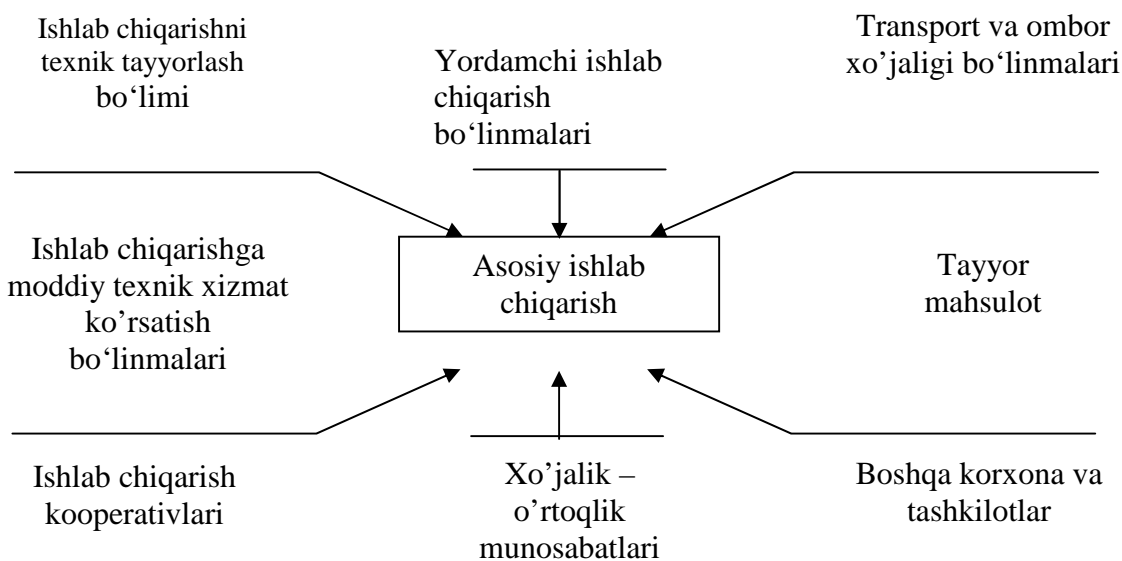 Ishlab chiqarishni
texnik tayyorlash
bo‘limi
Yordamchi ishlab
chiqarish
bo‘linmalari
Transport va ombor
xo’jaligi bo‘linmalari
Ishlab chiqarishga
moddiy texnik xizmat
ko’rsatish
bo‘linmalari
Asosiy ishlab
chiqarish
Tayyor
mahsulot
Ishlab chiqarish
kooperativlari
Xo’jalik –
o’rtoqlik
munosabatlari
Boshqa korxona va
tashkilotlar